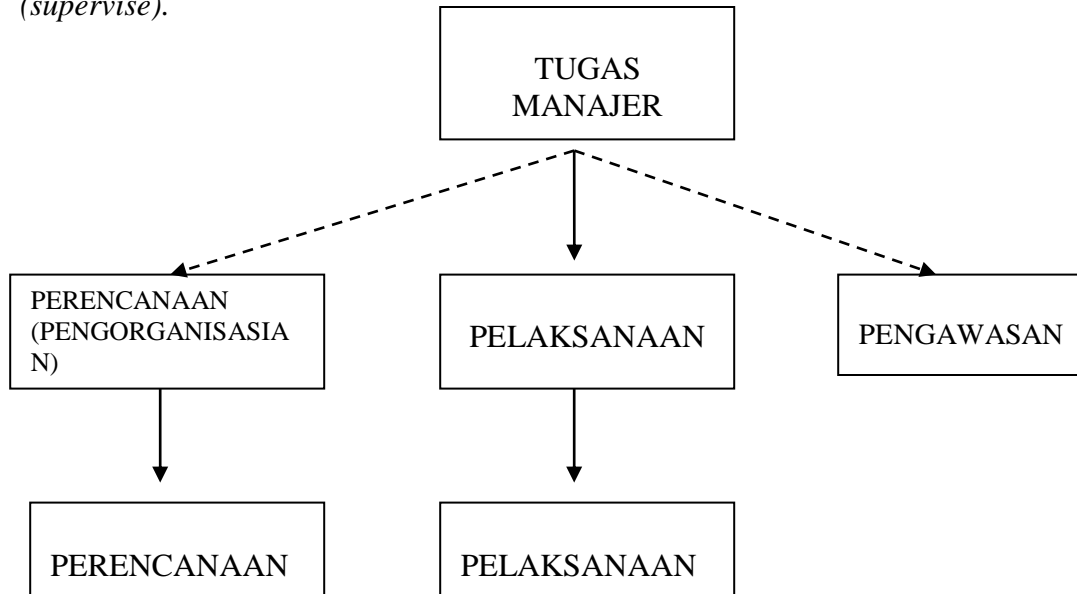 (supervise).
TUGAS
MANAJER
PERENCANAAN
(PENGORGANISASIA
N)
PELAKSANAAN
PENGAWASAN
PERENCANAAN
PELAKSANAAN